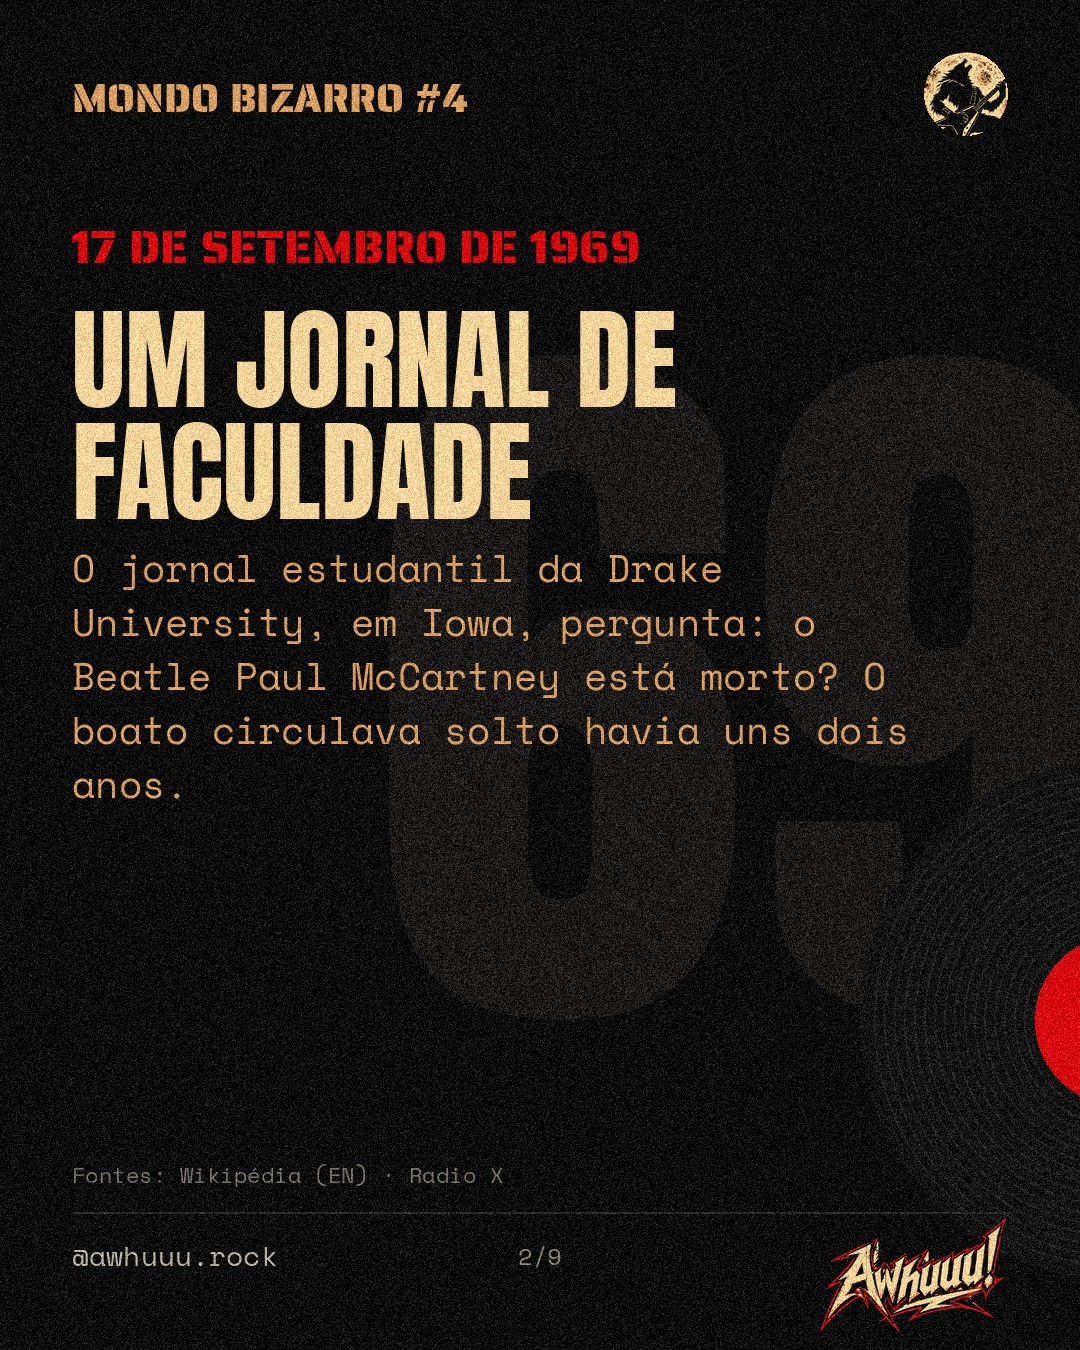 MONDO BIZARRO #4
17 DE SETEMBRO DE 1969
UM JORNAL DE
FACULDADE
69
O jornal estudantil da Drake
University, em Iowa, pergunta: o
Beatle Paul McCartney está morto? O
boato circulava solto havia uns dois
anos.
Fontes: Wikipédia (EN) · Radio X
@awhuuu.rock
2/9
Awhuuu!